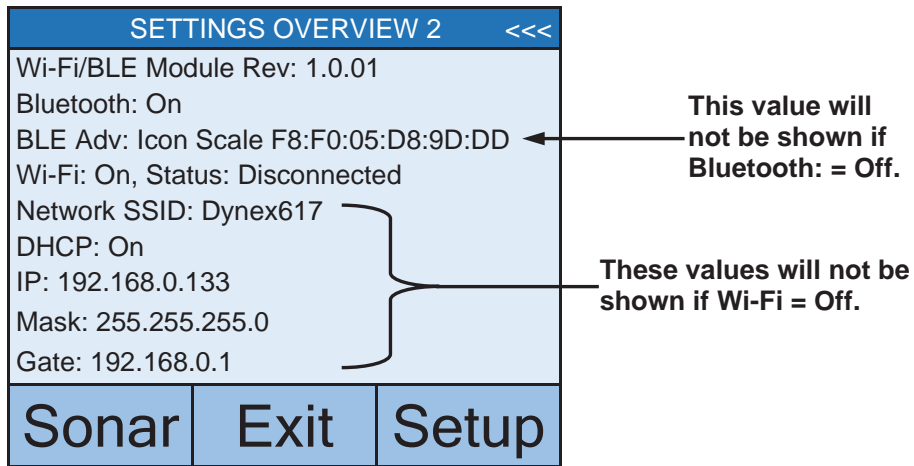 SETTINGS OVERVIEW 2 <<<
Wi-Fi/BLE Module Rev: 1.0.01
Bluetooth: On
BLE Adv: Icon Scale F8:F0:05:D8:9D:DD
Wi-Fi: On, Status: Disconnected
Network SSID: Dynex617
DHCP: On
IP: 192.168.0.133
Mask: 255.255.255.0
Gate: 192.168.0.1
Sonar Exit Setup
This value will
not be shown if
Bluetooth: = Off.
These values will not be
shown if Wi-Fi = Off.